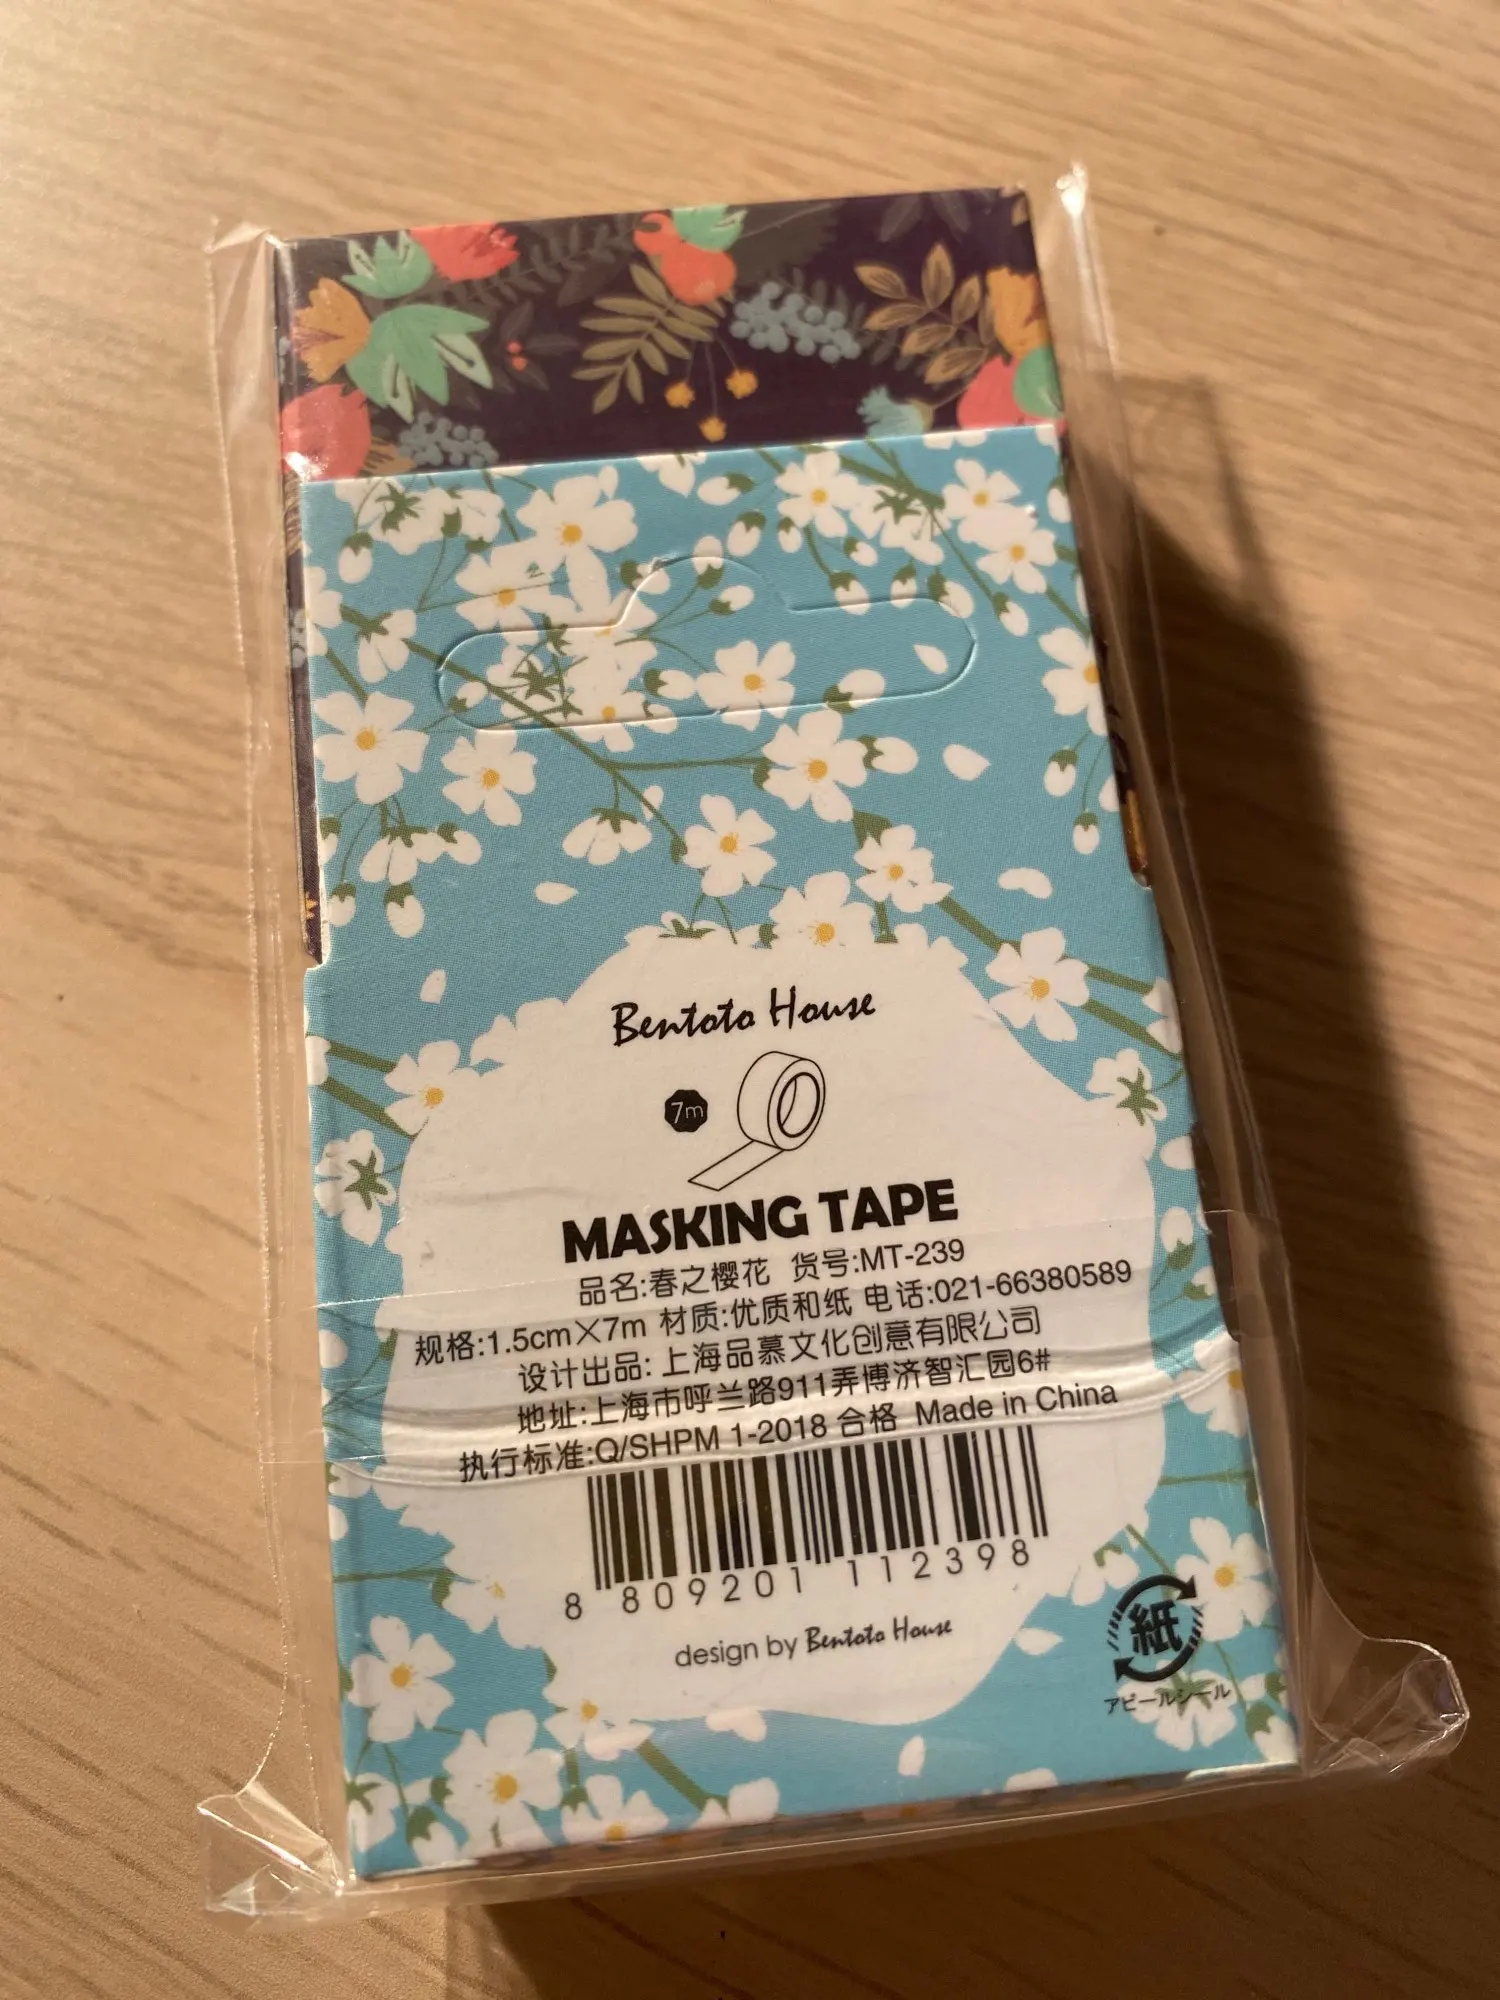 Bentoto House
7m
MASKING TAPE
品名:春之樱花 货号:MT-239
规格:1.5cm×7m 材质:优质和纸 电话:021-66380589
设计出品:上海品慕文化创意有限公司
地址:上海市呼兰路911弄博济智汇园6#
执行标准:Q/SHPM 1-2018 合格 Made in China
8 809201 112398
design by Bentoto House
紙
アピールシール